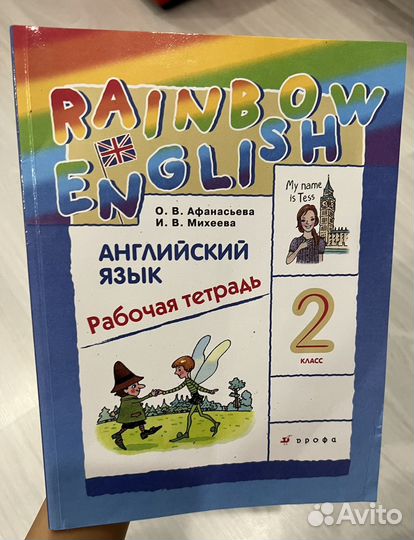 RAINBOW
ENGLISH
О. В. Афанасьева
И. В. Михеева
My name
is Tess
АНГЛИЙСКИЙ
ЯЗЫК
Рабочая тетрадь
2
КЛАСС
дрофа
Avito